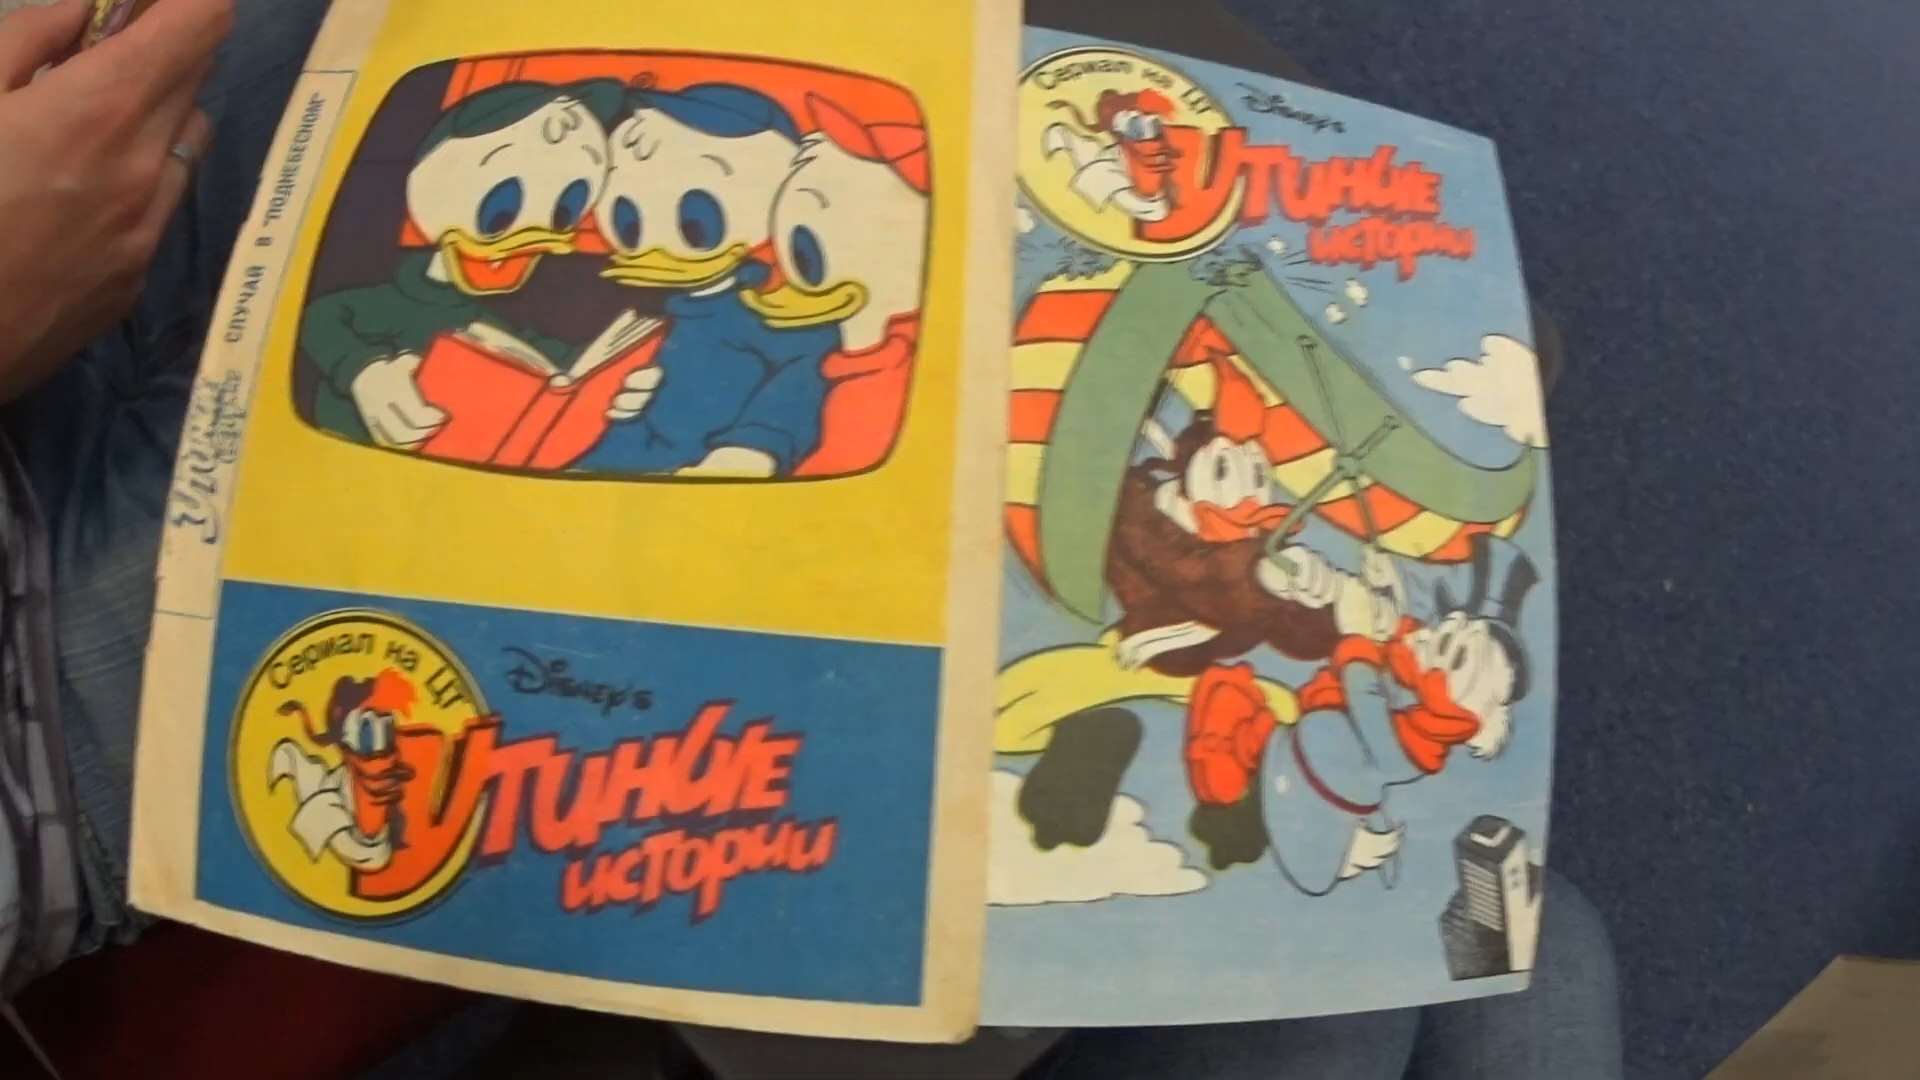 СЛУЧАЙ В "ПОДНЕБЕСНОМ"
Сериал на ЦТ
Disney's
Утиные
истории
Сериал на ЦТ
Disney's
Утиные
истории